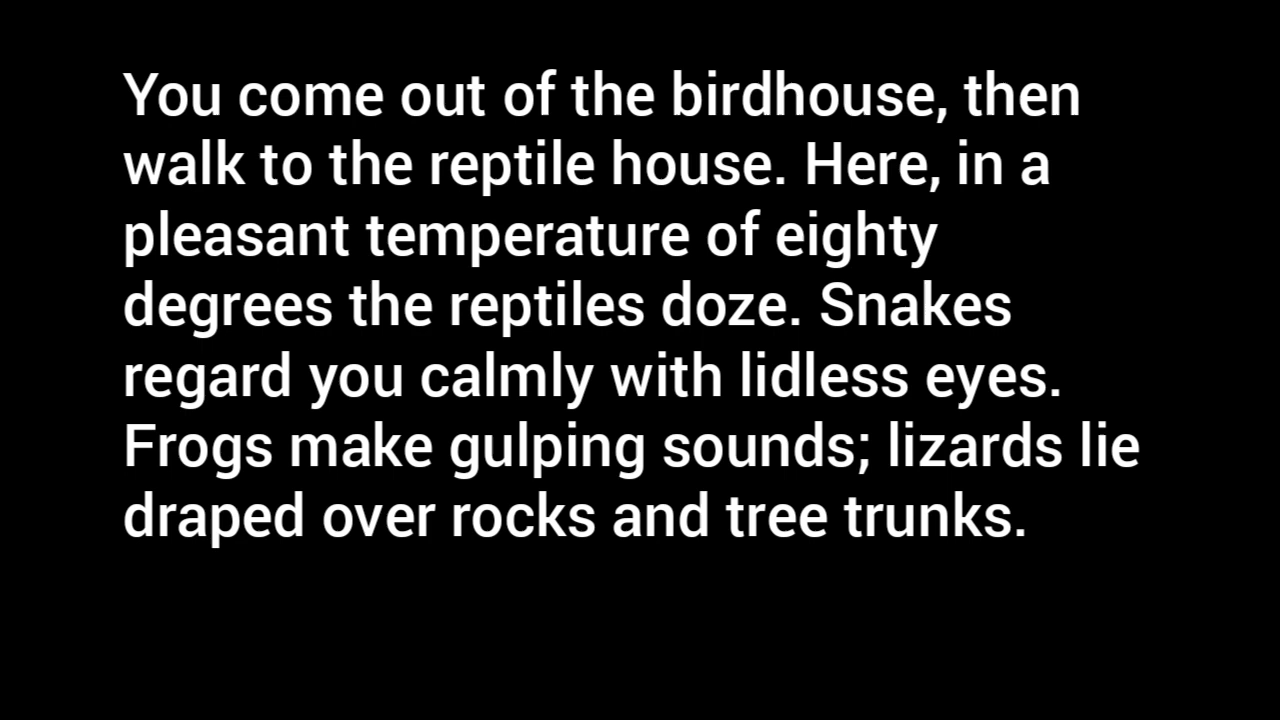 You come out of the birdhouse, then
walk to the reptile house. Here, in a
pleasant temperature of eighty
degrees the reptiles doze. Snakes
regard you calmly with lidless eyes.
Frogs make gulping sounds; lizards lie
draped over rocks and tree trunks.